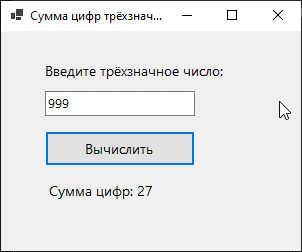 Сумма цифр трёхзнач...
Введите трёхзначное число:
999
Вычислить
Сумма цифр: 27